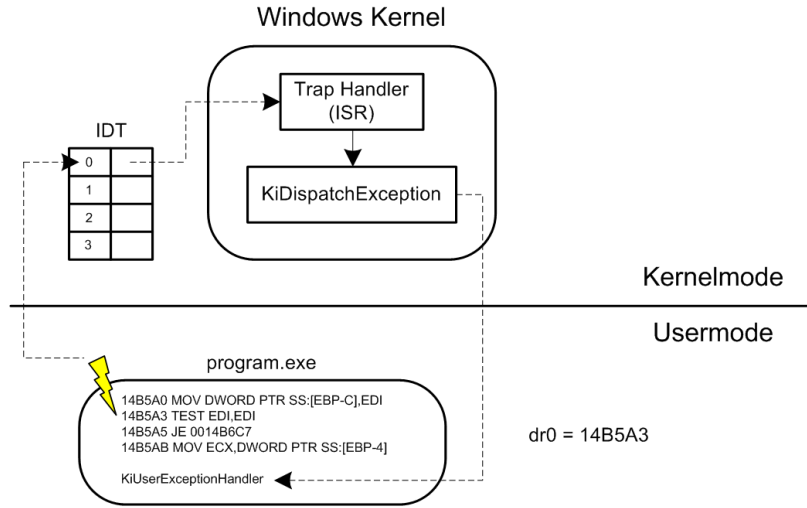 Windows Kernel
Trap Handler
(ISR)
IDT
0
1
2
3
KiDispatchException
Kernelmode
Usermode
program.exe
14B5A0 MOV DWORD PTR SS:[EBP-C],EDI
14B5A3 TEST EDI,EDI
14B5A5 JE 0014B6C7
14B5AB MOV ECX,DWORD PTR SS:[EBP-4]
dr0 = 14B5A3
KiUserExceptionHandler